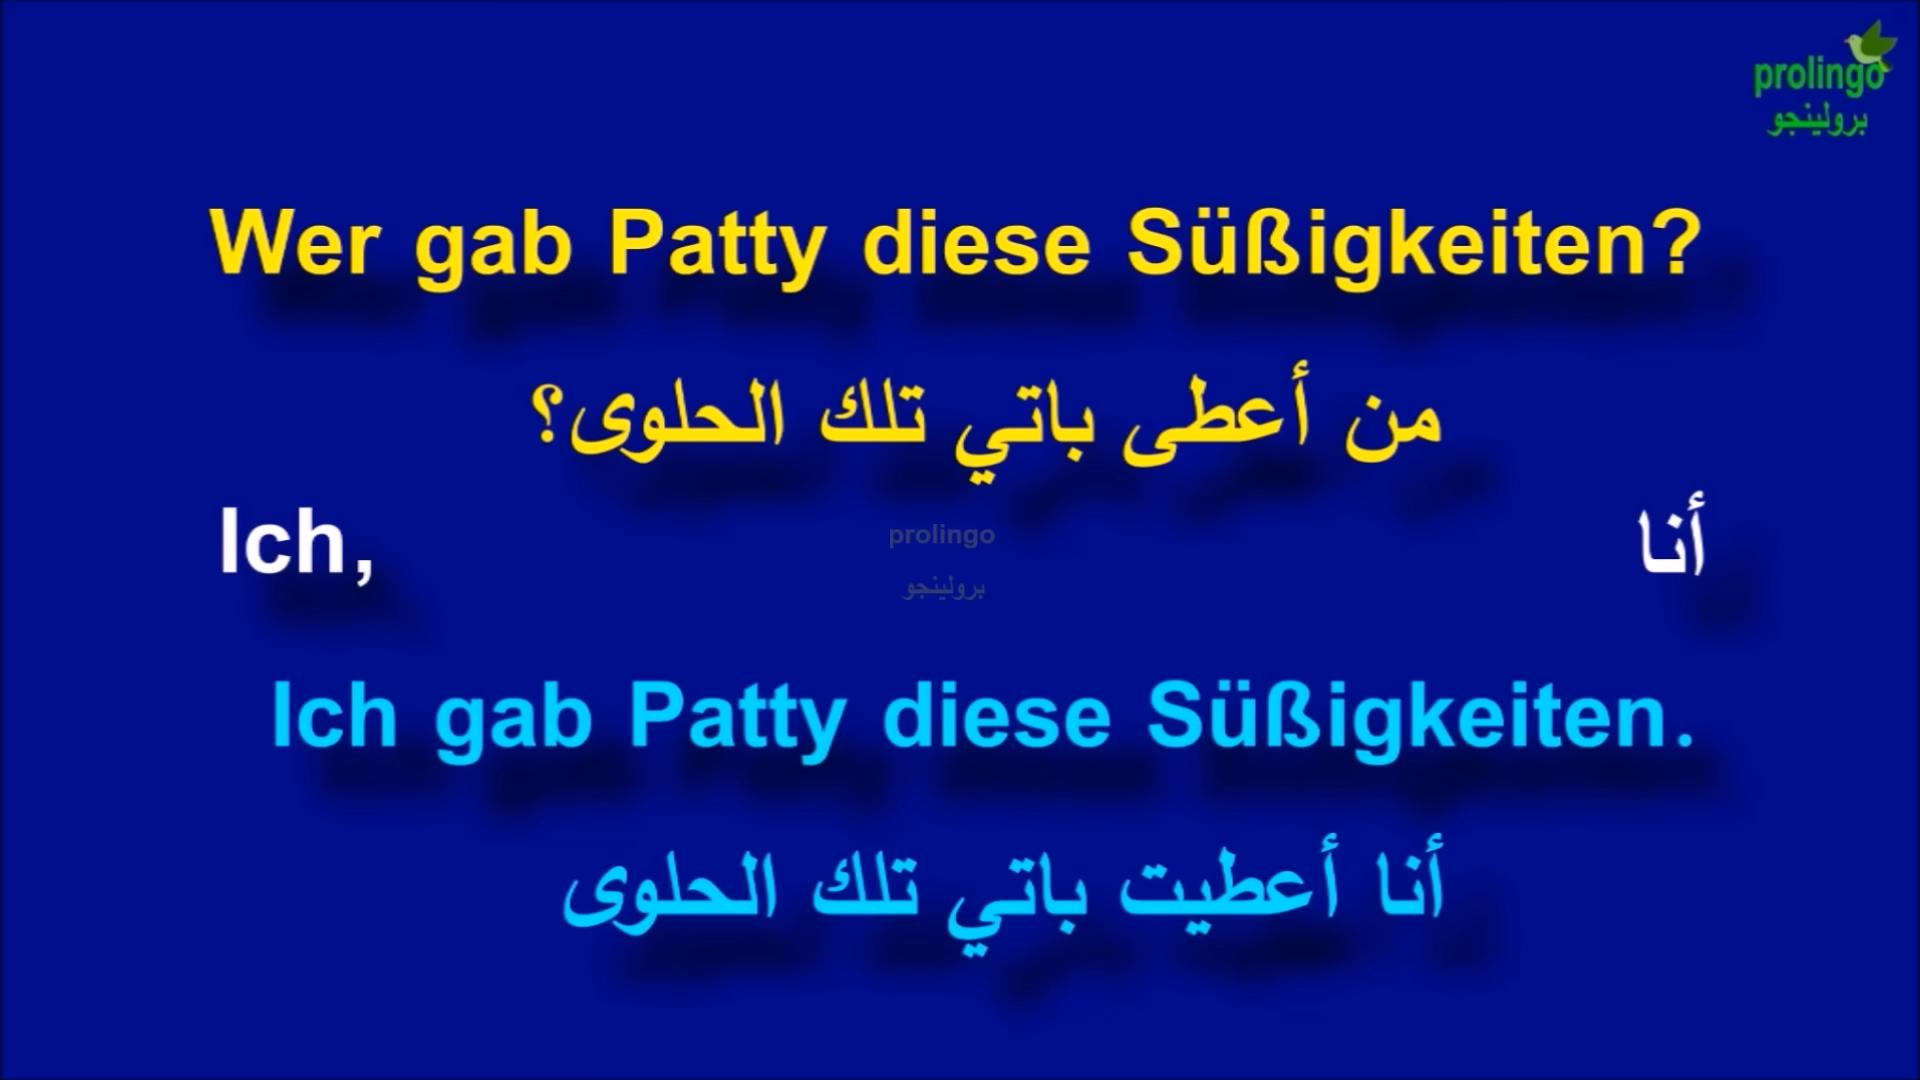 prolingo
برولينجو
Wer gab Patty diese Süßigkeiten?
من أعطى باتي تلك الحلوى؟
Ich, أنا
prolingo
برولينجو
Ich gab Patty diese Süßigkeiten.
أنا أعطيت باتي تلك الحلوى